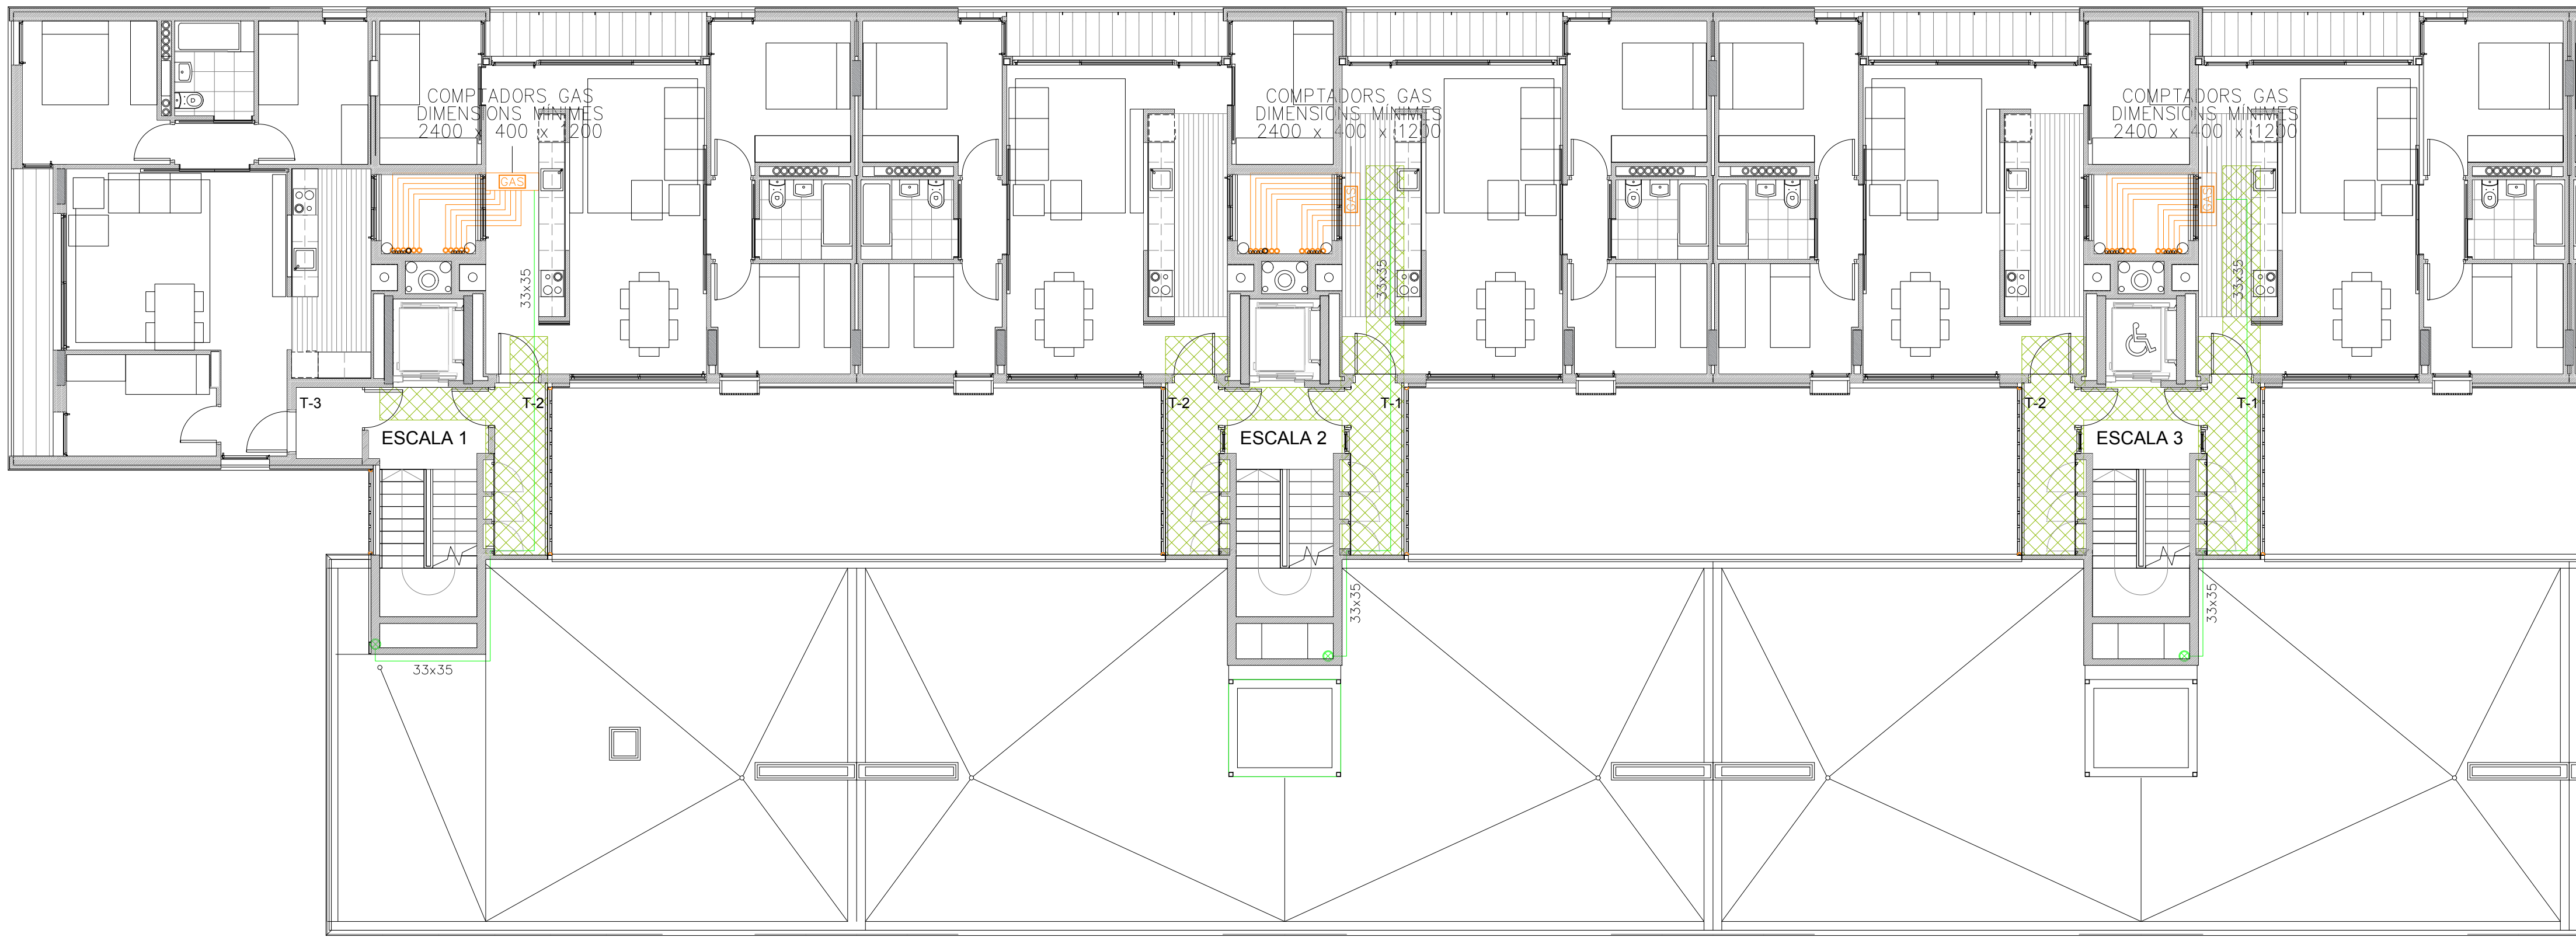 COMPTADORS GAS
DIMENSIONS MÍNIMES
2400 x 400 x 1200
COMPTADORS GAS
DIMENSIONS MÍNIMES
2400 x 400 x 1200
COMPTADORS GAS
DIMENSIONS MÍNIMES
2400 x 400 x 1200
GAS
GAS
GAS
33x35
33x35
33x35
T-3
T-2
T-2
T-1
T-2
T-1
ESCALA 1
ESCALA 2
ESCALA 3
33x35
33x35
33x35